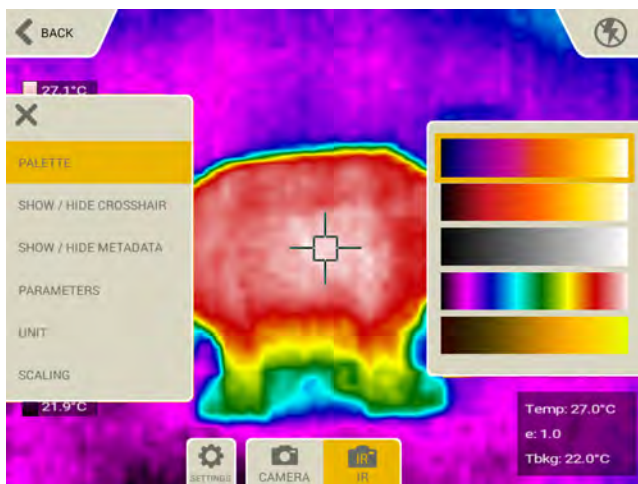 BACK
27.1°C
PALETTE
SHOW / HIDE CROSSHAIR
SHOW / HIDE METADATA
PARAMETERS
UNIT
SCALING
21.9°C
Temp: 27.0°C
e: 1.0
Tbkg: 22.0°C
SETTINGS
CAMERA
IR
IR